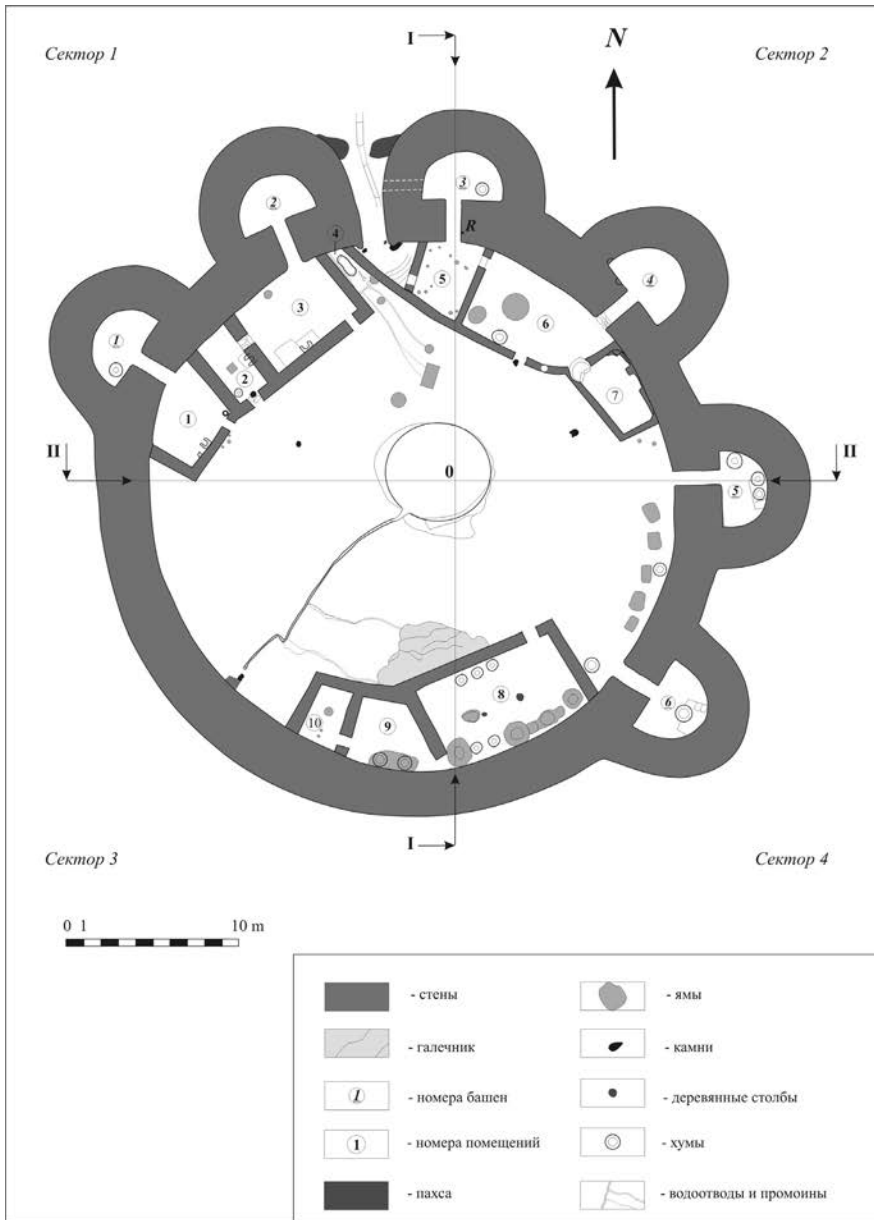 I
Сектор 1
N
Сектор 2
2
3
R
4
5
4
3
6
1
2
7
1
II
0
5
II
8
6
10
9
I
Сектор 3
Сектор 4
0 1 10 m
- стены
- ямы
- галечник
- камни
1
- номера башен
- деревянные столбы
1
- номера помещений
- хумы
- пахса
- водоотводы и промоины